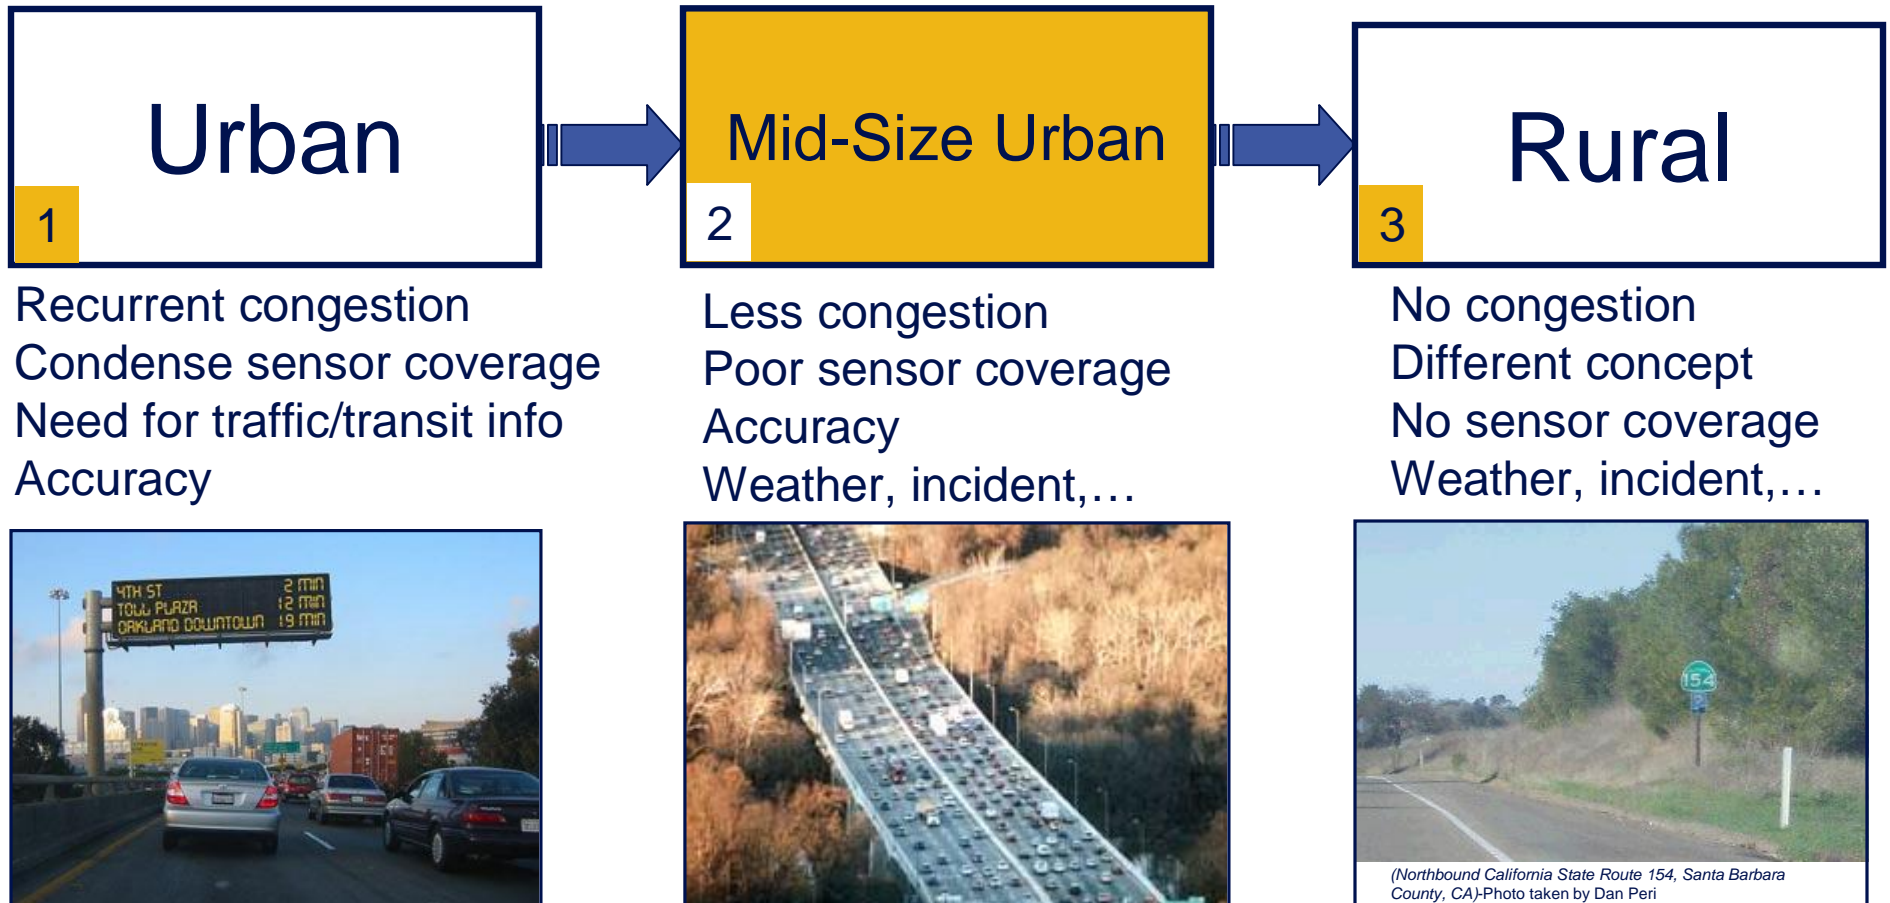 Urban
1
Mid-Size Urban
2
Rural
3
Recurrent congestion
Condense sensor coverage
Need for traffic/transit info
Accuracy
Less congestion
Poor sensor coverage
Accuracy
Weather, incident,…
No congestion
Different concept
No sensor coverage
Weather, incident,…
4TH ST 2 MIN
TOLL PLAZA 12 MIN
OAKLAND DOWNTOWN 19 MIN
154
(Northbound California State Route 154, Santa Barbara
County, CA)-Photo taken by Dan Peri